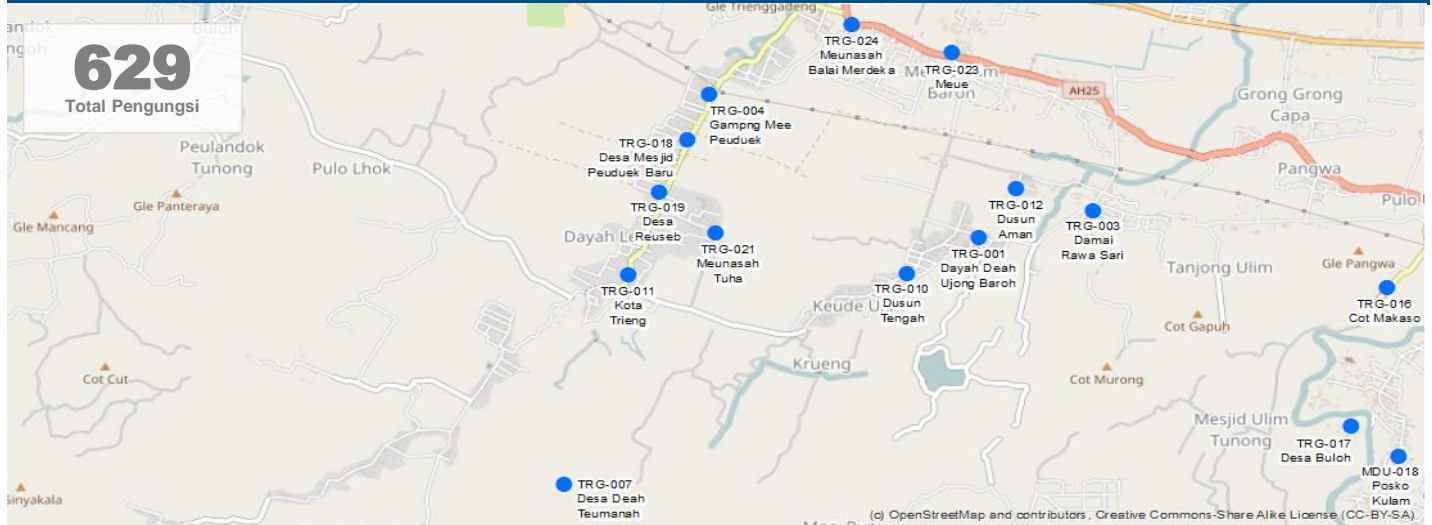 629
Total Pengungsi
Buloh
Gle Trienggadeng
TRG-024
Meunasah
Balai Merdeka
TRG-023
Meue
Baroh
AH25
Grong Grong
Capa
TRG-004
Gampng Mee
Peuduek
Peulandok
Tunong
Pulo Lhok
TRG-018
Desa Mesjid
Peuduek Baru
Pangwa
Gle Panteraya
Gle Mancang
TRG-019
Desa
Reuseb
TRG-012
Dusun
Aman
TRG-003
Damai
Rawa Sari
TRG-021
Meunasah
Tuha
TRG-001
Dayah Deah
Ujong Baroh
Tanjong Ulim
Gle Pangwa
TRG-011
Kota
Trieng
TRG-010
Dusun
Tengah
TRG-016
Cot Makaso
Cot Gapuh
Krueng
Cot Cut
Cot Murong
Mesjid Ulim
Tunong
TRG-017
Desa Buloh
MDU-018
Posko
Kulam
TRG-007
Desa Deah
Teumanah
Sinyakala
(c) OpenStreetMap and contributors, Creative Commons-Share Alike License (CC-BY-SA)